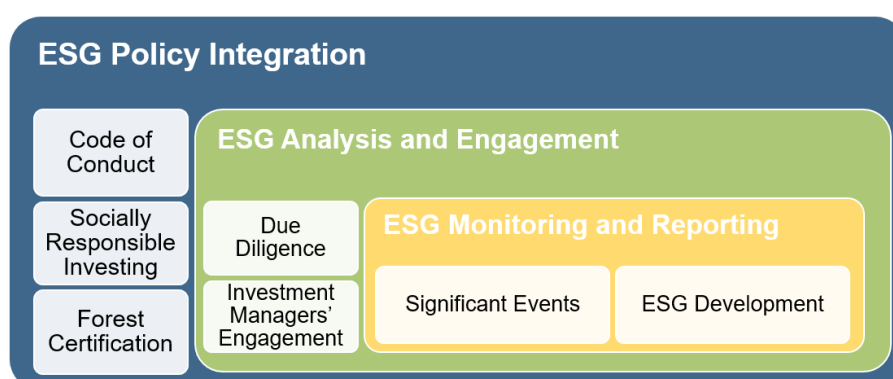 ESG Policy Integration
Code of
Conduct
Socially
Responsible
Investing
Forest
Certification
ESG Analysis and Engagement
Due
Diligence
Investment
Managers’
Engagement
ESG Monitoring and Reporting
Significant Events
ESG Development